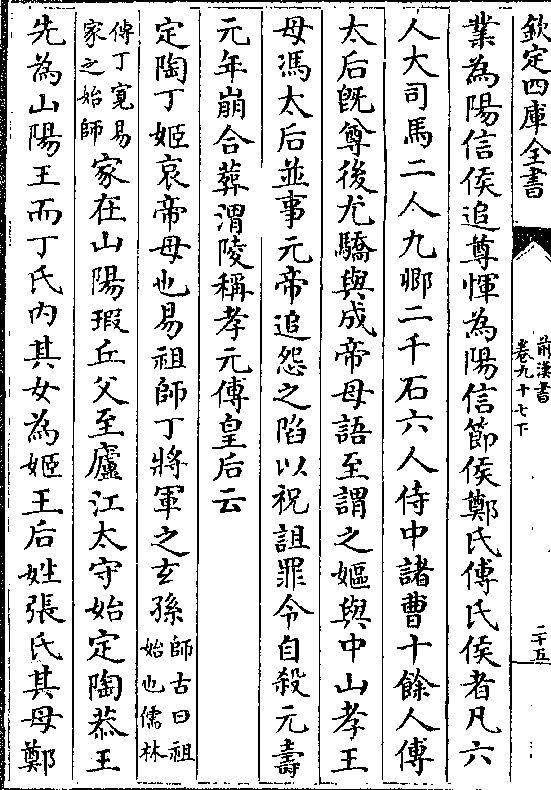 欽定四庫全書
前漢書
卷九十七下
二十五
業為陽信侯追尊惲為陽信節侯鄭氏傅氏侯者凡六
人大司馬二人九卿二千石六人侍中諸曹十餘人傅
太后既尊後尤驕與成帝母語至謂之嫗與中山孝王
母馮太后並事元帝追怨之陷以祝詛罪令自殺元壽
元年崩合葬渭陵稱孝元傅皇后云
定陶丁姬哀帝母也易祖師丁將軍之玄孫師古曰祖始也儒林
傳丁寬易家之始師家在山陽瑕丘父至廬江太守始定陶恭王
先為山陽王而丁氏內其女為姬王后姓張氏其母鄭